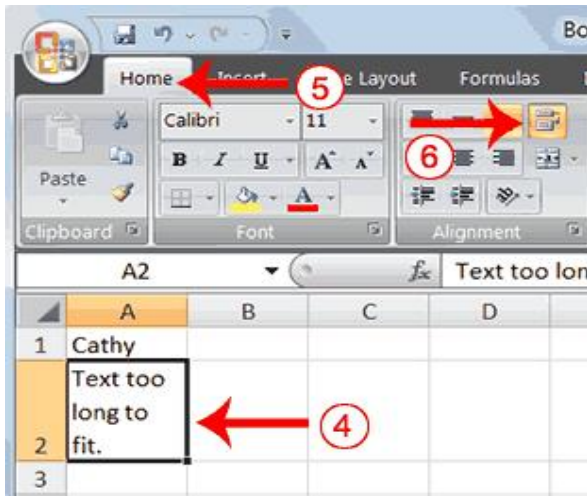 Bo
Home Insert e Layout Formulas
5
Calibri 11
6
B I U A A
Paste
A
Clipboard Font Alignment
A2 fx Text too lon
A B C D
1 Cathy
Text too
long to
2 fit.
4
3